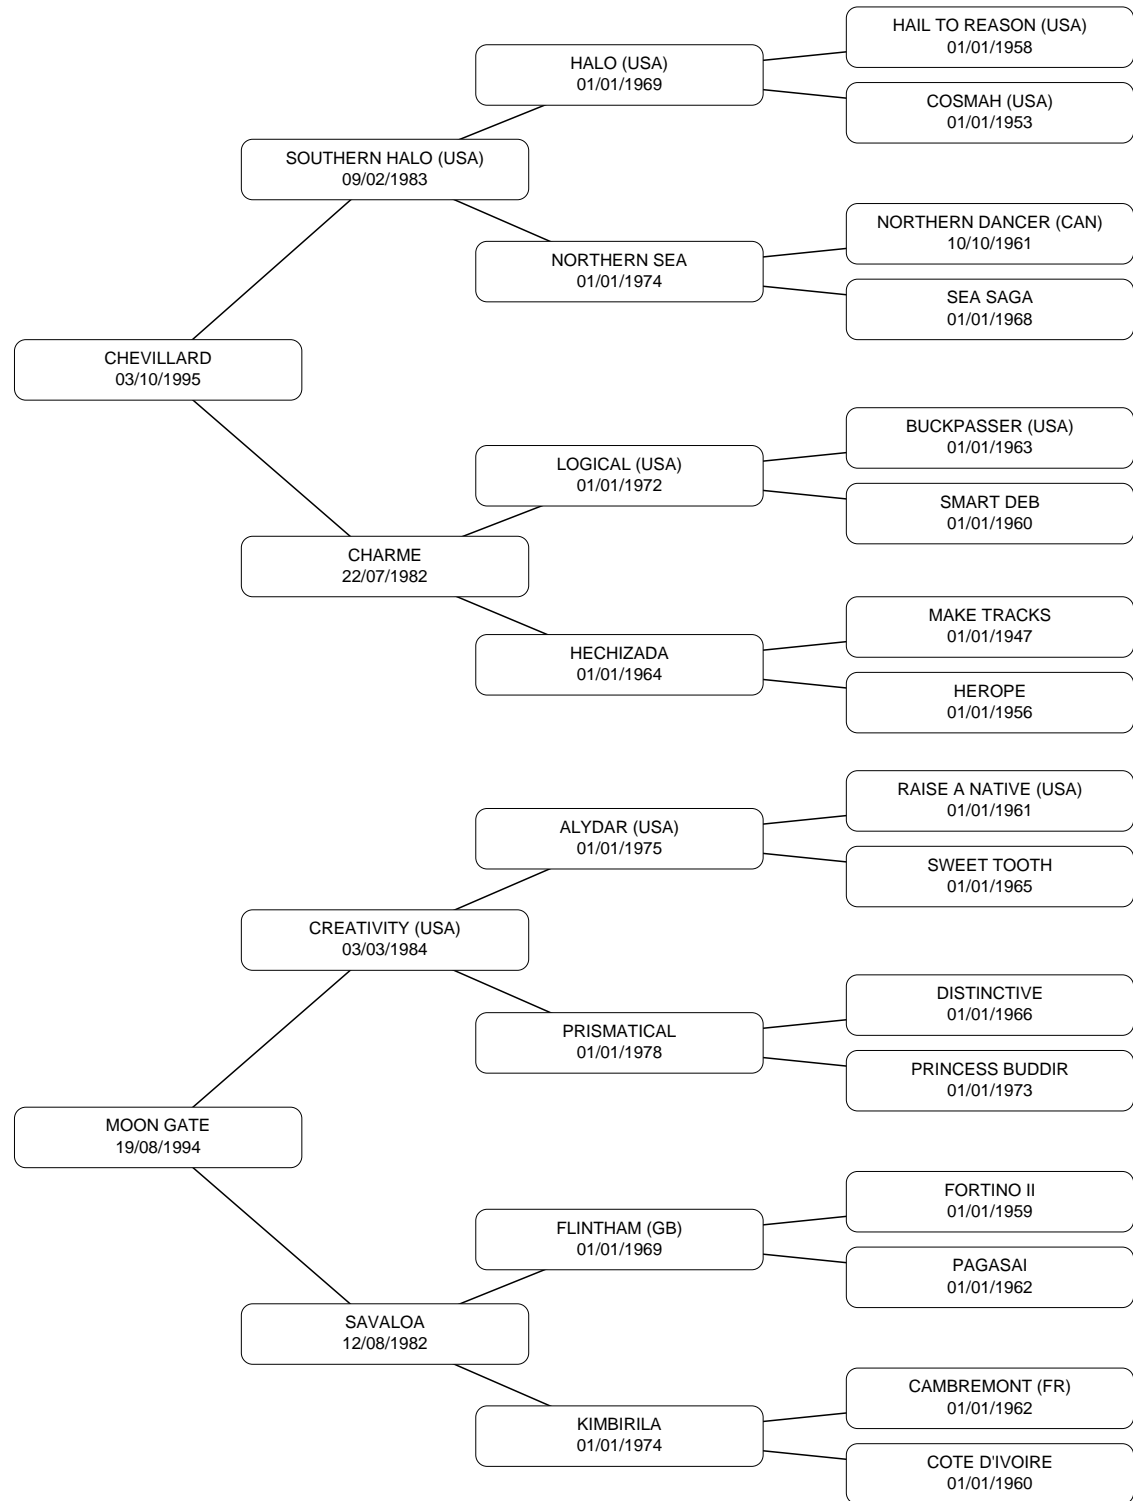 HAIL TO REASON (USA)
01/01/1958
HALO (USA)
01/01/1969
COSMAH (USA)
01/01/1953
SOUTHERN HALO (USA)
09/02/1983
NORTHERN DANCER (CAN)
10/10/1961
NORTHERN SEA
01/01/1974
SEA SAGA
01/01/1968
CHEVILLARD
03/10/1995
BUCKPASSER (USA)
01/01/1963
LOGICAL (USA)
01/01/1972
SMART DEB
01/01/1960
CHARME
22/07/1982
MAKE TRACKS
01/01/1947
HECHIZADA
01/01/1964
HEROPE
01/01/1956
RAISE A NATIVE (USA)
01/01/1961
ALYDAR (USA)
01/01/1975
SWEET TOOTH
01/01/1965
CREATIVITY (USA)
03/03/1984
DISTINCTIVE
01/01/1966
PRISMATICAL
01/01/1978
PRINCESS BUDDIR
01/01/1973
MOON GATE
19/08/1994
FORTINO II
01/01/1959
FLINTHAM (GB)
01/01/1969
PAGASAI
01/01/1962
SAVALOA
12/08/1982
CAMBREMONT (FR)
01/01/1962
KIMBIRILA
01/01/1974
COTE D'IVOIRE
01/01/1960